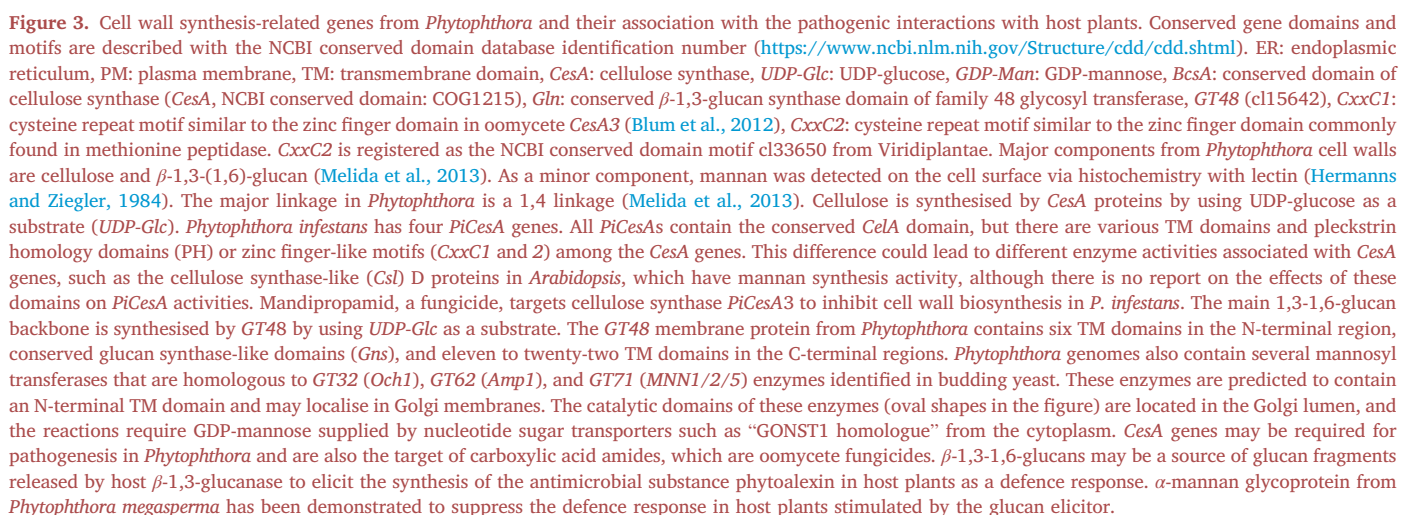 Figure 3. Cell wall synthesis-related genes from Phytophthora and their association with the pathogenic interactions with host plants. Conserved gene domains and
motifs are described with the NCBI conserved domain database identification number (https://www.ncbi.nlm.nih.gov/Structure/cdd/cdd.shtml). ER: endoplasmic
reticulum, PM: plasma membrane, TM: transmembrane domain, CesA: cellulose synthase, UDP-Glc: UDP-glucose, GDP-Man: GDP-mannose, BcsA: conserved domain of
cellulose synthase (CesA, NCBI conserved domain: COG1215), Gln: conserved β-1,3-glucan synthase domain of family 48 glycosyl transferase, GT48 (cl15642), CxxC1:
cysteine repeat motif similar to the zinc finger domain in oomycete CesA3 (Blum et al., 2012), CxxC2: cysteine repeat motif similar to the zinc finger domain commonly
found in methionine peptidase. CxxC2 is registered as the NCBI conserved domain motif cl33650 from Viridiplantae. Major components from Phytophthora cell walls
are cellulose and β-1,3-(1,6)-glucan (Melida et al., 2013). As a minor component, mannan was detected on the cell surface via histochemistry with lectin (Hermanns
and Ziegler, 1984). The major linkage in Phytophthora is a 1,4 linkage (Melida et al., 2013). Cellulose is synthesised by CesA proteins by using UDP-glucose as a
substrate (UDP-Glc). Phytophthora infestans has four PiCesA genes. All PiCesAs contain the conserved CelA domain, but there are various TM domains and pleckstrin
homology domains (PH) or zinc finger-like motifs (CxxC1 and 2) among the CesA genes. This difference could lead to different enzyme activities associated with CesA
genes, such as the cellulose synthase-like (Csl) D proteins in Arabidopsis, which have mannan synthesis activity, although there is no report on the effects of these
domains on PiCesA activities. Mandipropamid, a fungicide, targets cellulose synthase PiCesA3 to inhibit cell wall biosynthesis in P. infestans. The main 1,3-1,6-glucan
backbone is synthesised by GT48 by using UDP-Glc as a substrate. The GT48 membrane protein from Phytophthora contains six TM domains in the N-terminal region,
conserved glucan synthase-like domains (Gns), and eleven to twenty-two TM domains in the C-terminal regions. Phytophthora genomes also contain several mannosyl
transferases that are homologous to GT32 (Och1), GT62 (Amp1), and GT71 (MNN1/2/5) enzymes identified in budding yeast. These enzymes are predicted to contain
an N-terminal TM domain and may localise in Golgi membranes. The catalytic domains of these enzymes (oval shapes in the figure) are located in the Golgi lumen, and
the reactions require GDP-mannose supplied by nucleotide sugar transporters such as “GONST1 homologue” from the cytoplasm. CesA genes may be required for
pathogenesis in Phytophthora and are also the target of carboxylic acid amides, which are oomycete fungicides. β-1,3-1,6-glucans may be a source of glucan fragments
released by host β-1,3-glucanase to elicit the synthesis of the antimicrobial substance phytoalexin in host plants as a defence response. α-mannan glycoprotein from
Phytophthora megasperma has been demonstrated to suppress the defence response in host plants stimulated by the glucan elicitor.